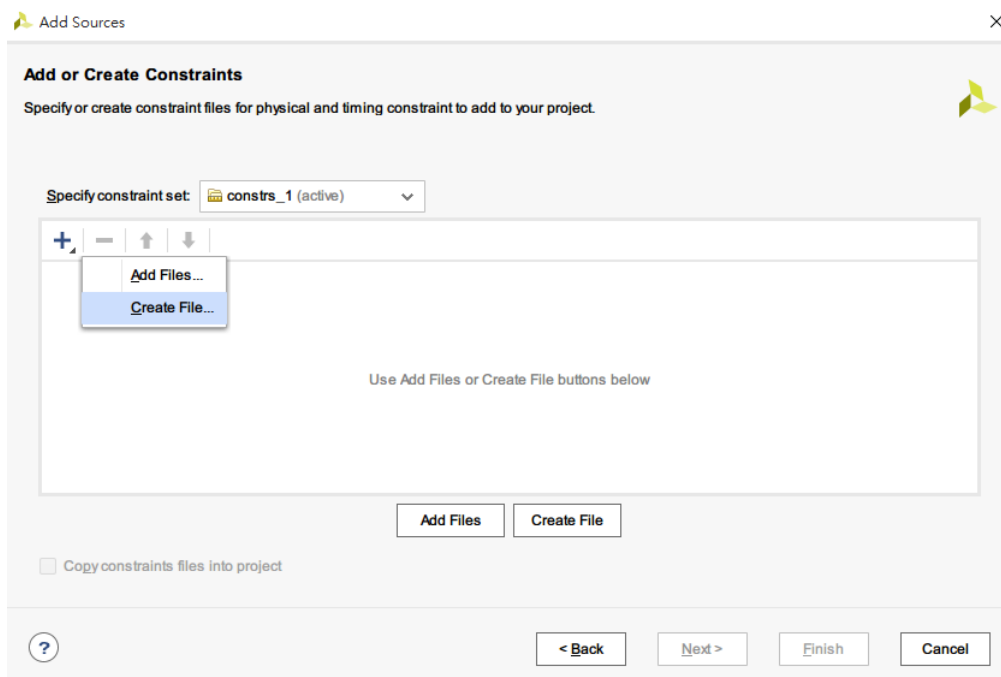 Add Sources
Add or Create Constraints
Specify or create constraint files for physical and timing constraint to add to your project.
Specify constraint set: constrs_1 (active)
Add Files...
Create File...
Use Add Files or Create File buttons below
Add Files Create File
Copy constraints files into project
? < Back Next > Finish Cancel